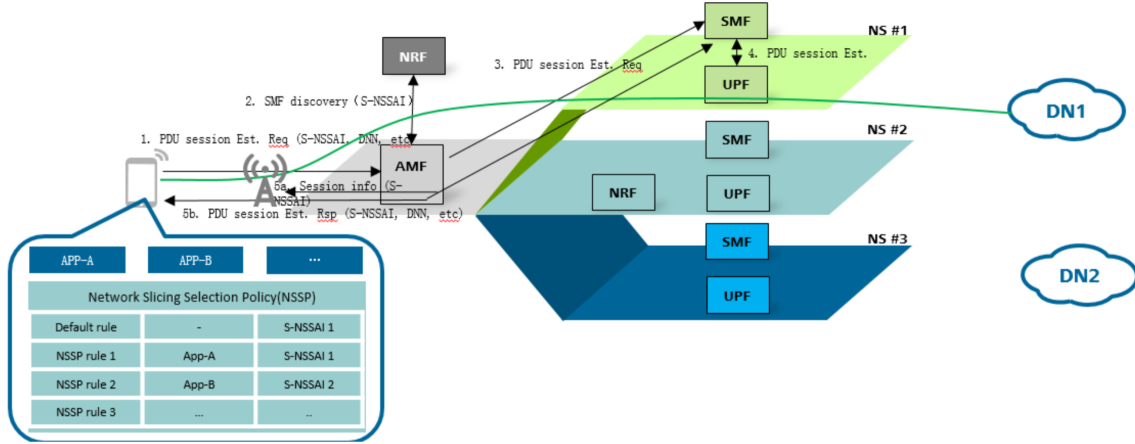 SMF
NS #1
NRF
3. PDU session Est. Req
4. PDU session Est.
UPF
2. SMF discovery (S-NSSAI)
DN1
1. PDU session Est. Req (S-NSSAI, DNN, etc
SMF
NS #2
AMF
5a. Session info (S-
NSSAI)
NRF
UPF
5b. PDU session Est. Rsp (S-NSSAI, DNN, etc)
SMF
NS #3
UPF
DN2
APP-A
APP-B
...
Network Slicing Selection Policy(NSSP)
Default rule
-
S-NSSAI 1
NSSP rule 1
App-A
S-NSSAI 1
NSSP rule 2
App-B
S-NSSAI 2
NSSP rule 3
...
..